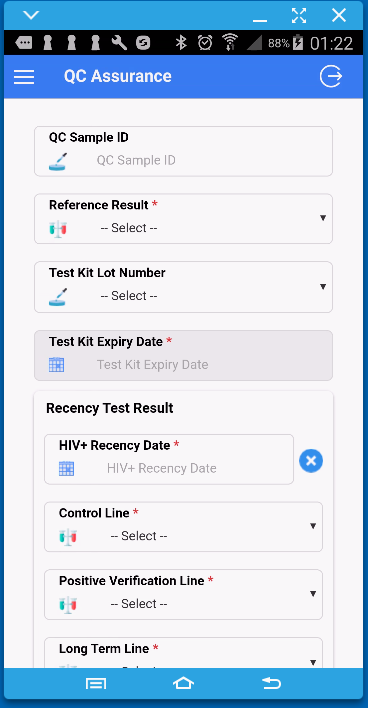 88% 01:22
QC Assurance
QC Sample ID
QC Sample ID
Reference Result *
-- Select --
Test Kit Lot Number
-- Select --
Test Kit Expiry Date *
Test Kit Expiry Date
Recency Test Result
HIV+ Recency Date *
HIV+ Recency Date
Control Line *
-- Select --
Positive Verification Line *
-- Select --
Long Term Line *
-- Select --